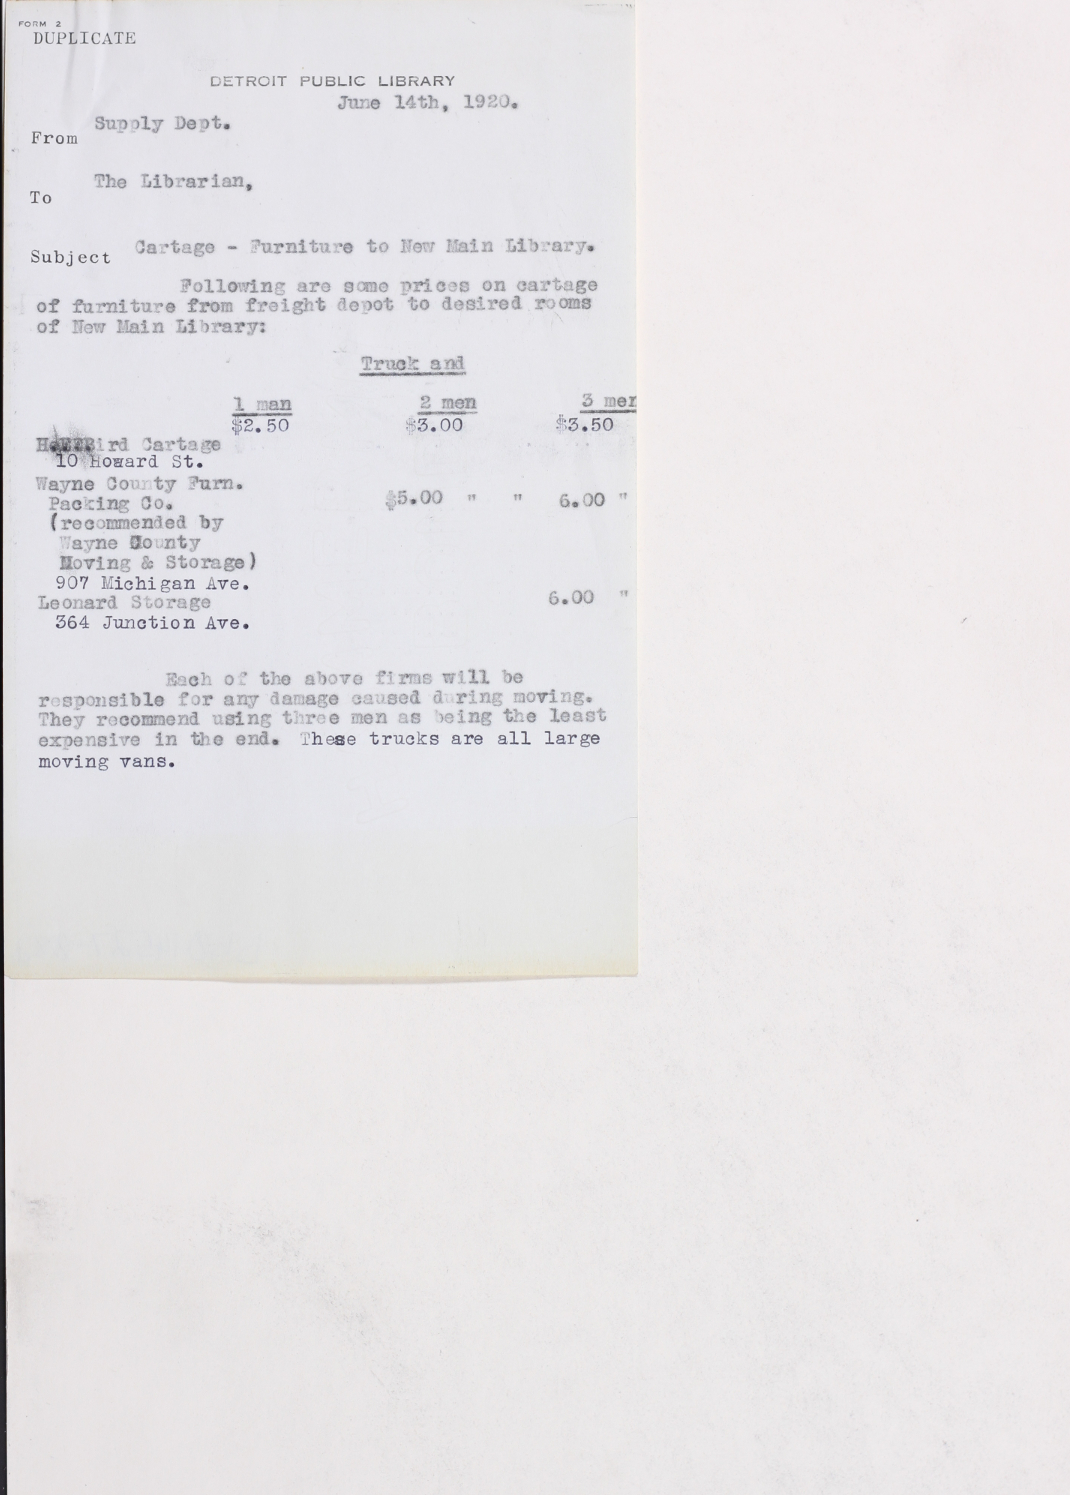 FORM 2
DUPLICATE
DETROIT PUBLIC LIBRARY
June 14th, 1920.
Supply Dept.
From
The Librarian,
To
Cartage - Furniture to New Main Library.
Subject
Following are some prices on cartage
of furniture from freight depot to desired rooms
of New Main Library:
Truck and
1 man 2 men 3 men
$2.50 $3.00 $3.50
Bird Cartage
10 Howard St.
Wayne County Furn.
Packing Co. $5.00 " " 6.00 "
(recommended by
Wayne County
Moving & Storage)
907 Michigan Ave.
Leonard Storage 6.00 "
364 Junction Ave.
Each of the above firms will be
responsible for any damage caused during moving.
They recommend using three men as being the least
expensive in the end. These trucks are all large
moving vans.